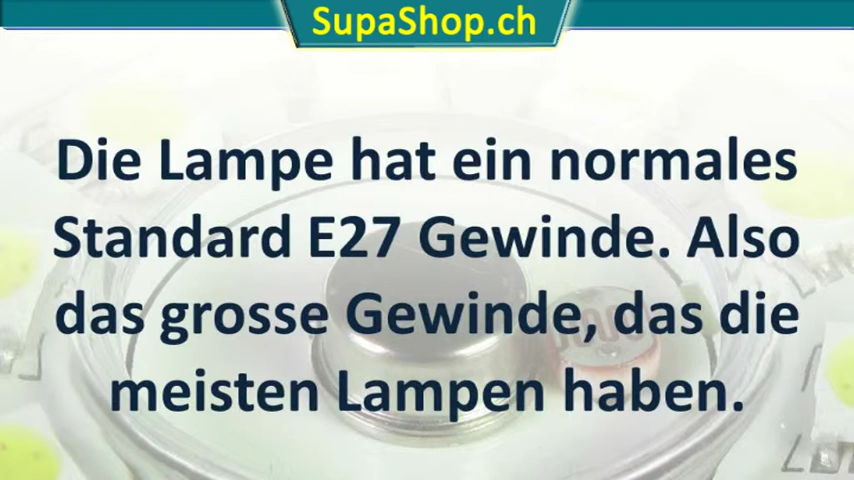 SupaShop.ch
Die Lampe hat ein normales
Standard E27 Gewinde. Also
das grosse Gewinde, das die
meisten Lampen haben.